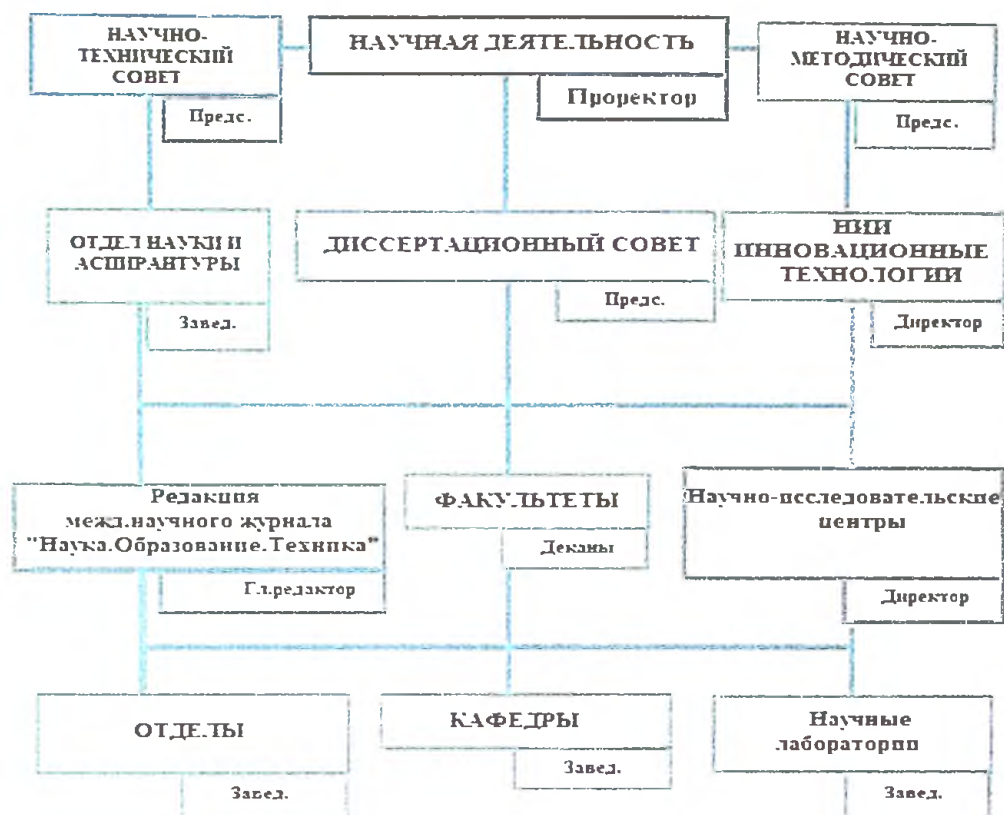 НАУЧНО-
ТЕХНИЧЕСКИЙ
СОВЕТ
Предс.
НАУЧНАЯ ДЕЯТЕЛЬНОСТЬ
Проректор
НАУЧНО-
МЕТОДИЧЕСКИЙ
СОВЕТ
Предс.
ОТДЕЛ НАУКИ И
АСПИРАНТУРЫ
Завед.
ДИССЕРТАЦИОННЫЙ СОВЕТ
Предс.
НИИ
ИННОВАЦИОННЫЕ
ТЕХНОЛОГИИ
Директор
Редакция
межд.научного журнала
"Наука.Образование.Техника"
Гл.редактор
ФАКУЛЬТЕТЫ
Деканы
Научно-исследовательские
центры
Директор
ОТДЕЛЫ
Завед.
КАФЕДРЫ
Завед.
Научные
лаборатории
Завед.